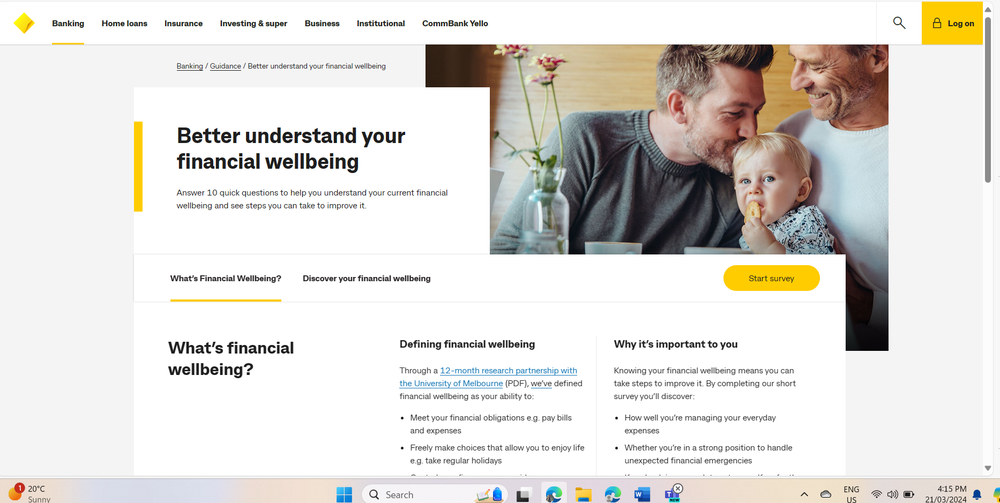 Banking Home loans Insurance Investing & super Business Institutional CommBank Yello Log on
Banking / Guidance / Better understand your financial wellbeing
Better understand your
financial wellbeing
Answer 10 quick questions to help you understand your current financial
wellbeing and see steps you can take to improve it.
What's Financial Wellbeing? Discover your financial wellbeing Start survey
What's financial
wellbeing?
Defining financial wellbeing
Through a 12-month research partnership with
the University of Melbourne (PDF), we've defined
financial wellbeing as your ability to:
• Meet your financial obligations e.g. pay bills
and expenses
• Freely make choices that allow you to enjoy life
e.g. take regular holidays
Why it's important to you
Knowing your financial wellbeing means you can
take steps to improve it. By completing our short
survey you'll discover:
• How well you're managing your everyday
expenses
• Whether you're in a strong position to handle
unexpected financial emergencies
1
20°C
Sunny
Search
W
T
NEW
ENG
US
4:15 PM
21/03/2024